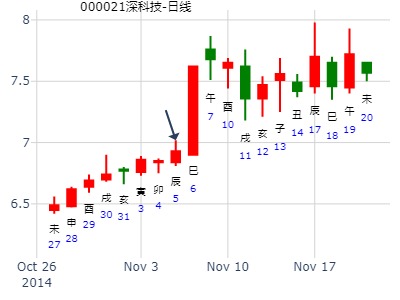 000021深科技-日线
8
7.5
7
6.5
未
27
申
28
酉
29
戌
30
亥
31
寅
3
卯
4
辰
5
巳
6
午
7
酉
10
戌
11
亥
12
子
13
丑
14
辰
17
巳
18
午
19
未
20
Oct 26
2014
Nov 3
Nov 10
Nov 17